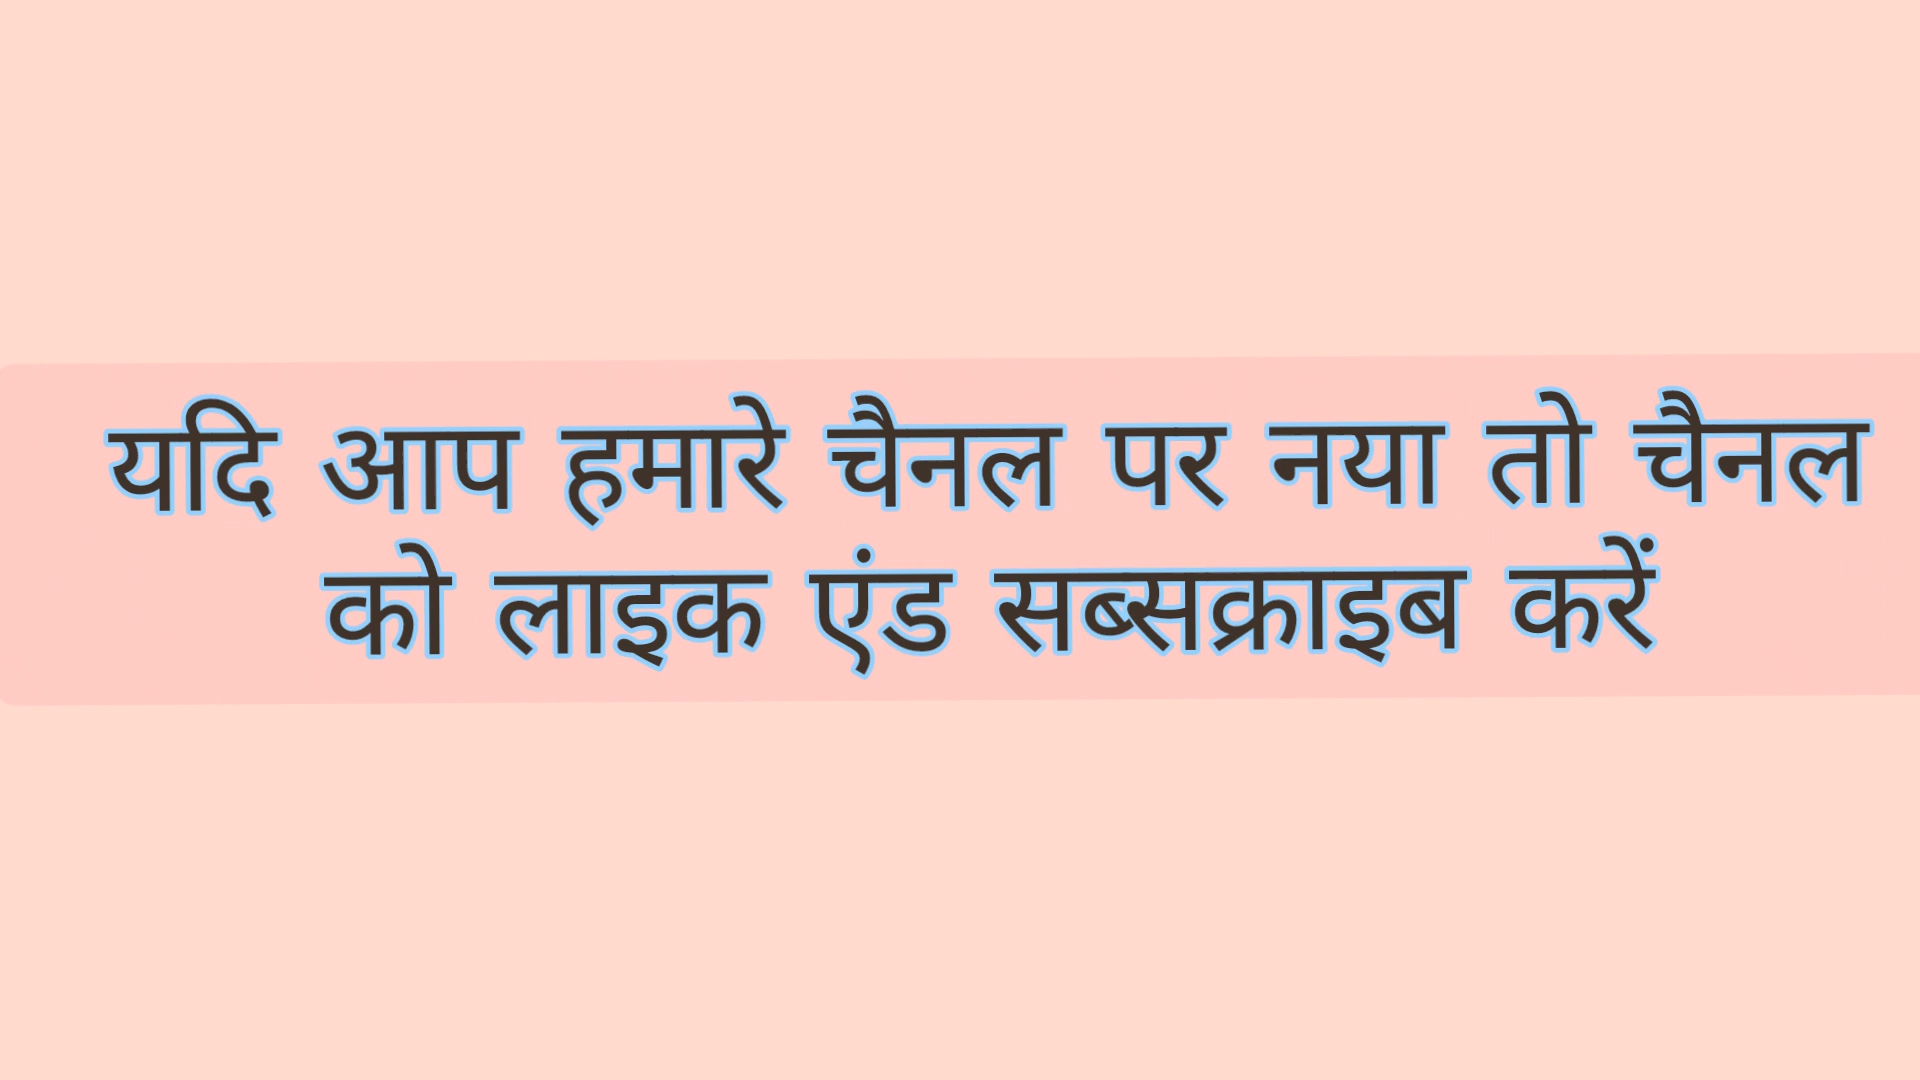 यदि आप हमारे चैनल पर नया तो चैनल
को लाइक एंड सब्सक्राइब करें